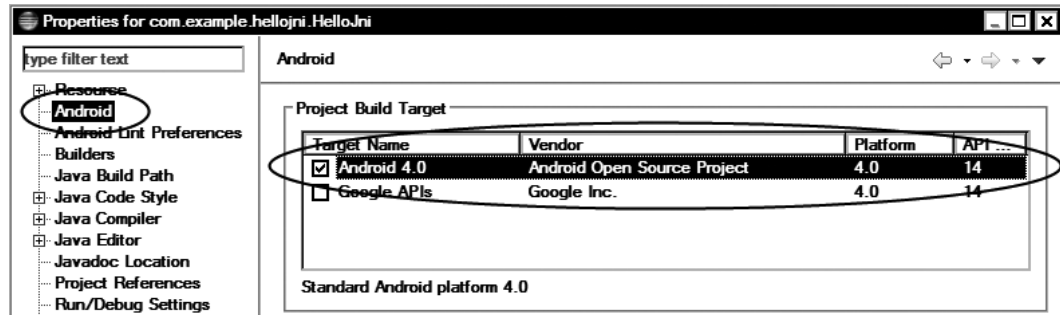 Properties for com.example.hellojni.HelloJni
type filter text
Resource
Android
Android Lint Preferences
Builders
Java Build Path
Java Code Style
Java Compiler
Java Editor
Javadoc Location
Project References
Run/Debug Settings
Android
Project Build Target
Target Name Vendor Platform API ...
Android 4.0 Android Open Source Project 4.0 14
Google APIs Google Inc. 4.0 14
Standard Android platform 4.0